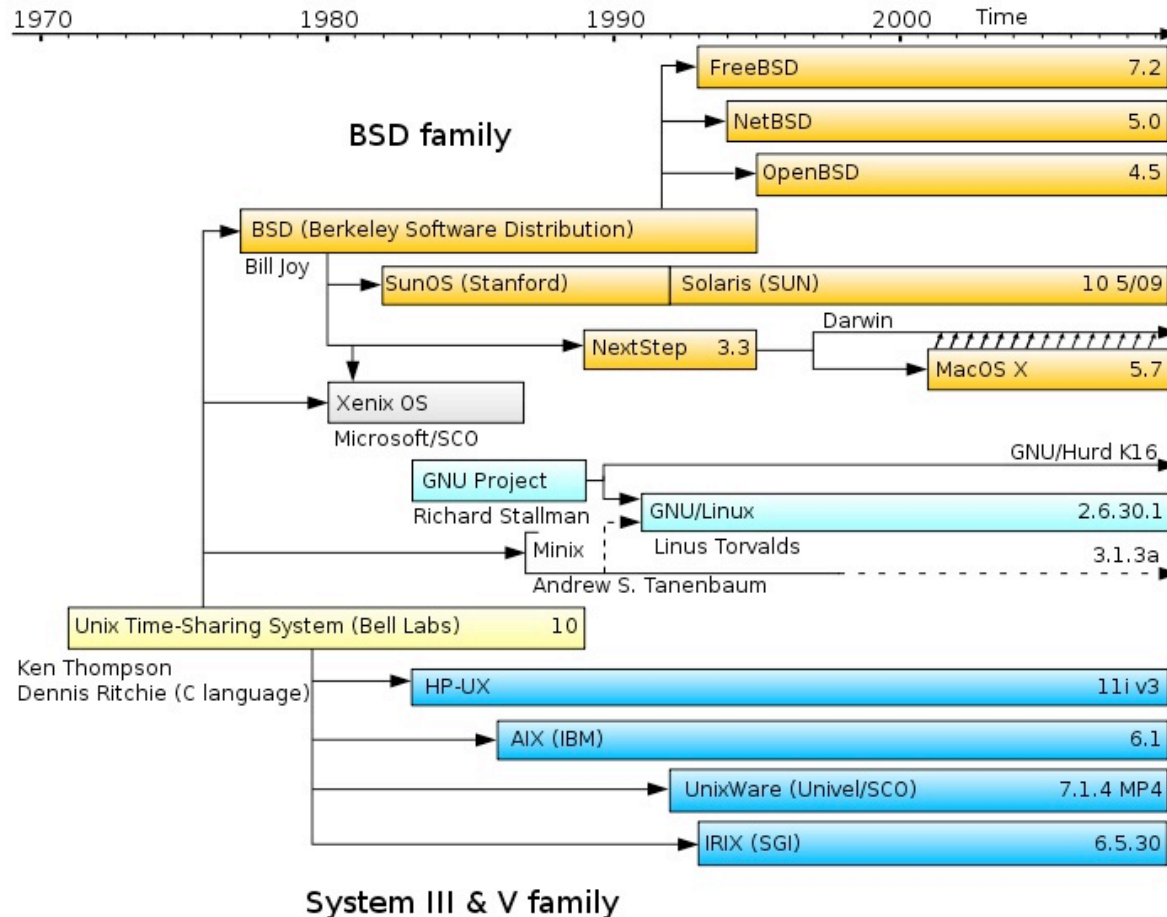 1970 1980 1990 2000 Time
FreeBSD 7.2
NetBSD 5.0
BSD family
OpenBSD 4.5
BSD (Berkeley Software Distribution)
Bill Joy
SunOS (Stanford) Solaris (SUN) 10 5/09
Darwin
NextStep 3.3
MacOS X 5.7
Xenix OS
Microsoft/SCO
GNU/Hurd K16
GNU Project
Richard Stallman
GNU/Linux 2.6.30.1
Linus Torvalds
Minix 3.1.3a
Andrew S. Tanenbaum
Unix Time-Sharing System (Bell Labs) 10
Ken Thompson
Dennis Ritchie (C language)
HP-UX 11i v3
AIX (IBM) 6.1
UnixWare (Univel/SCO) 7.1.4 MP4
IRIX (SGI) 6.5.30
System III & V family